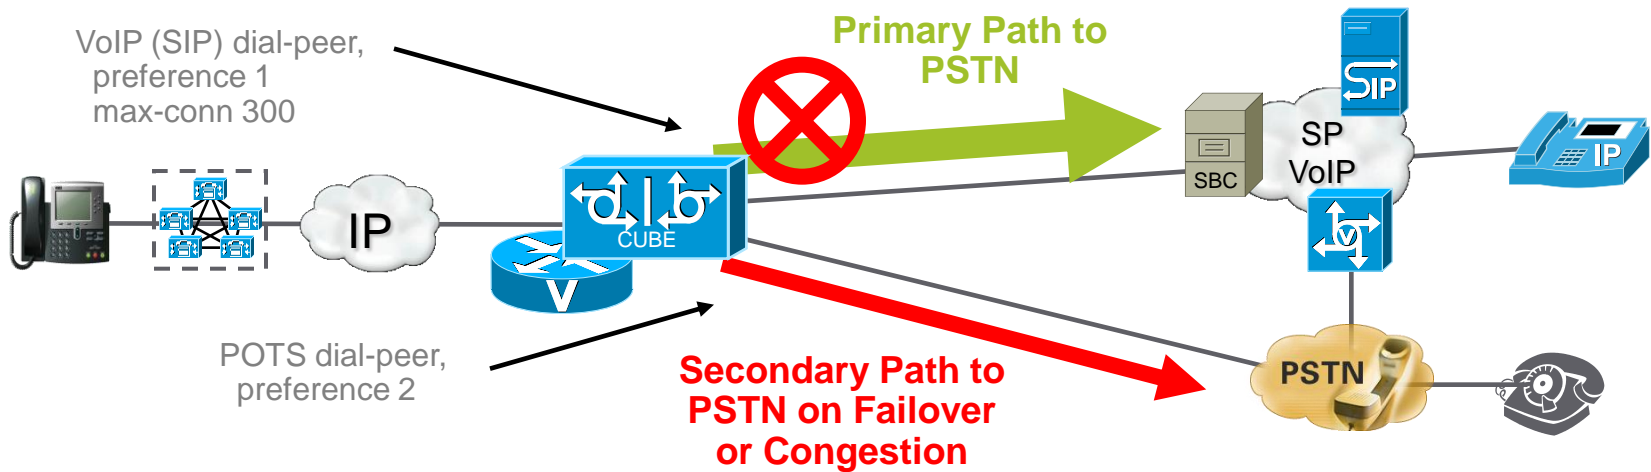 VoIP (SIP) dial-peer,
preference 1
max-conn 300
Primary Path to
PSTN
SIP
SP
VoIP
SBC
IP
IP
CUBE
V
V
POTS dial-peer,
preference 2
Secondary Path to
PSTN on Failover
or Congestion
PSTN